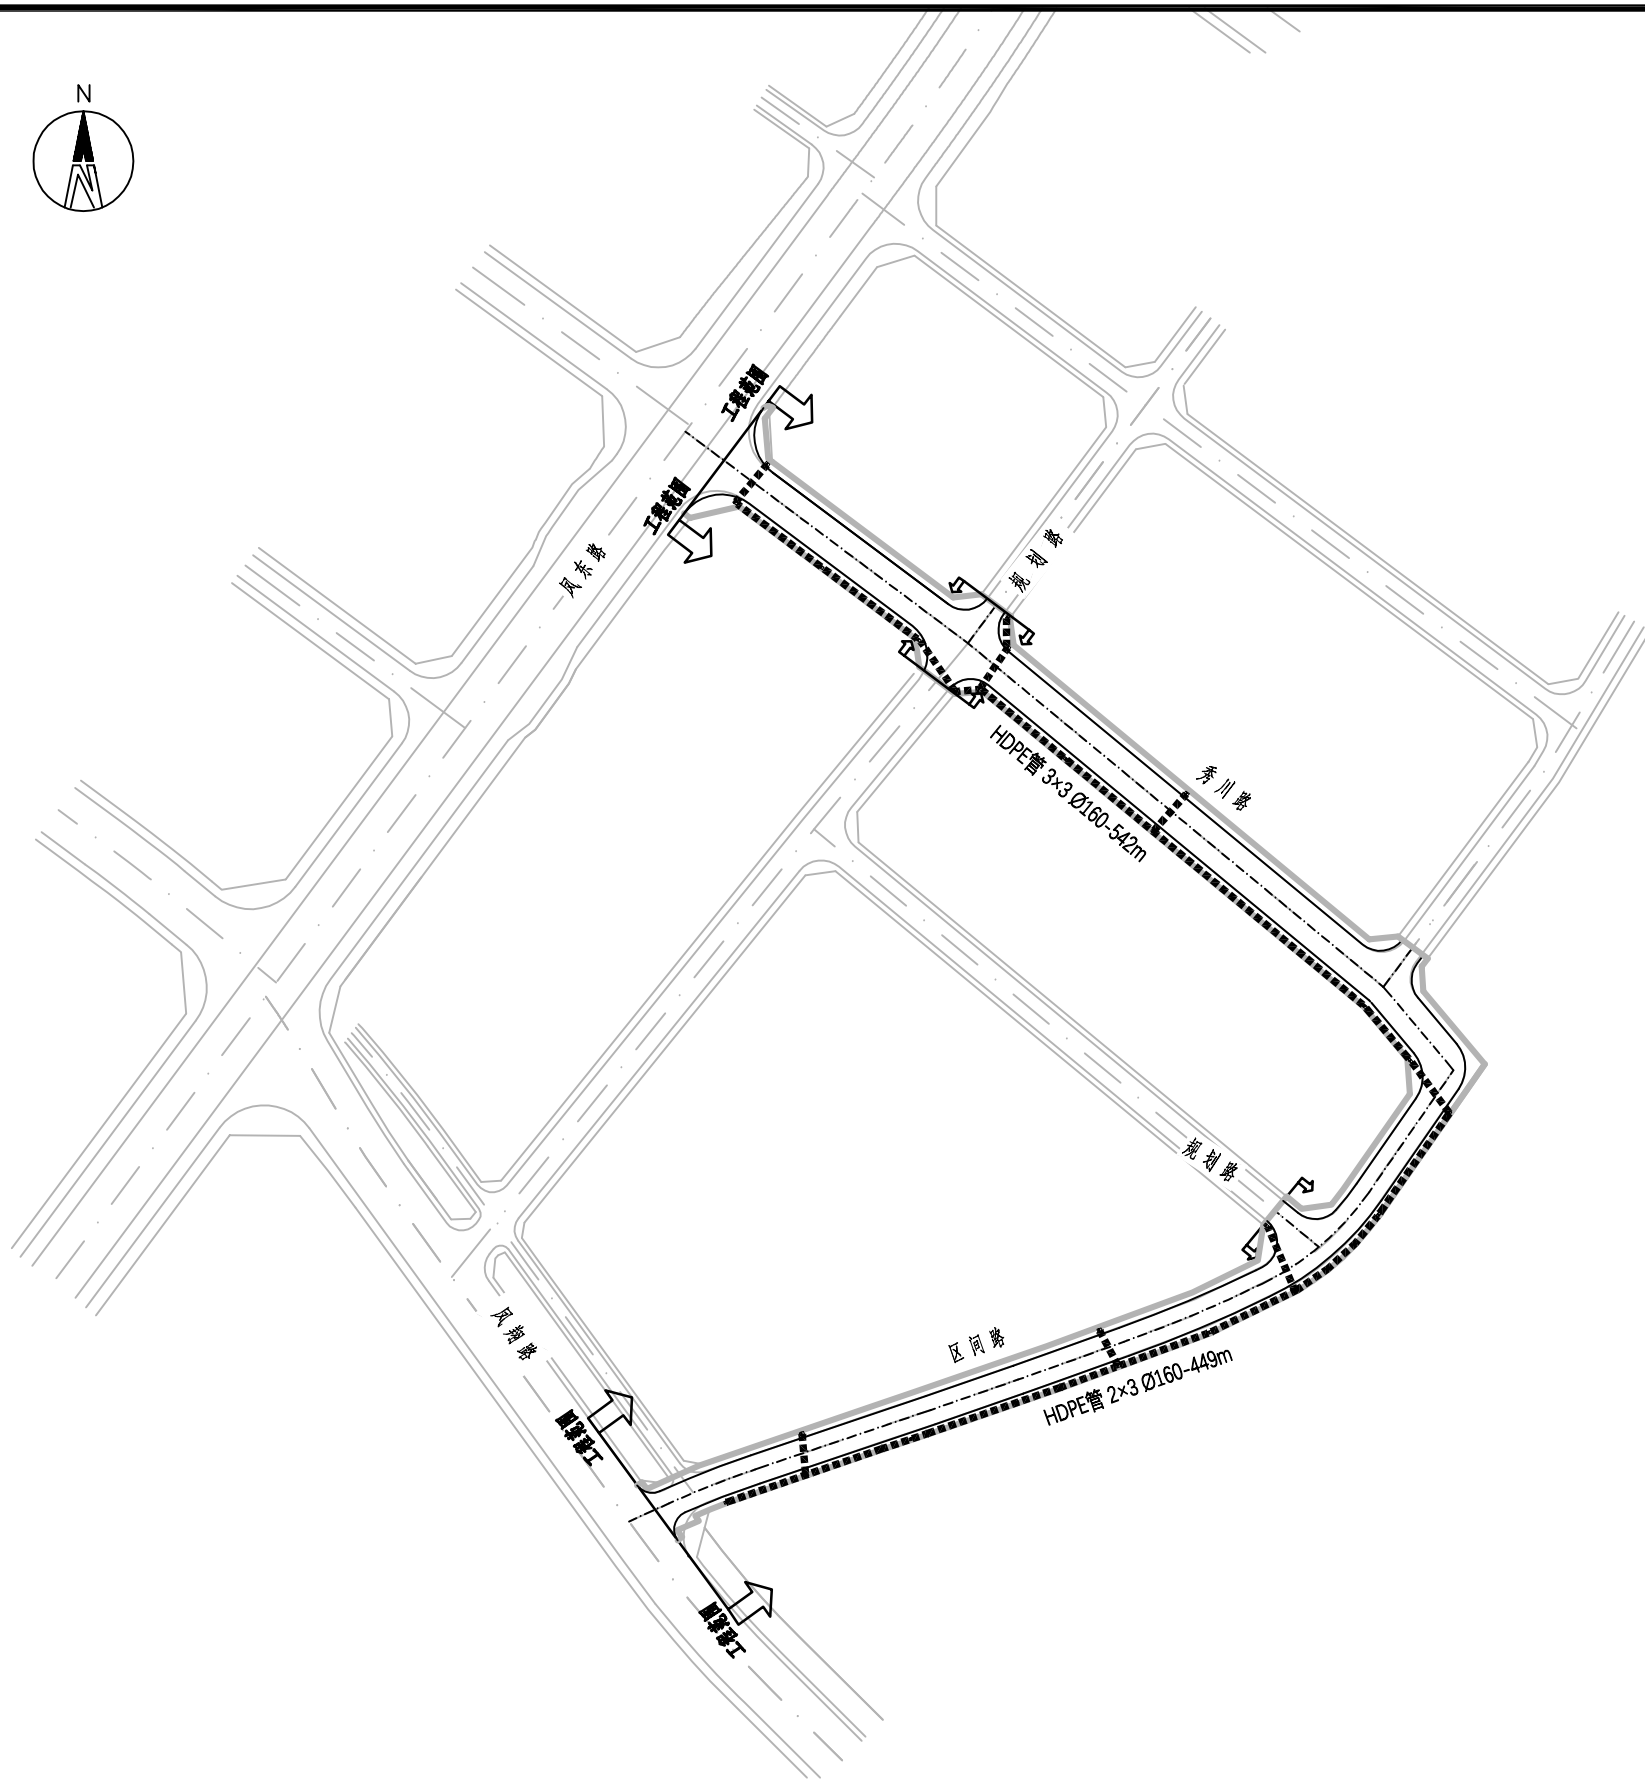 N
工程范围
工程范围
凤东路
规划路
HDPE管 3×3 Ø160-542m
秀川路
规划路
凤翔路
区间路
HDPE管 2×3 Ø160-449m
工程范围
工程范围